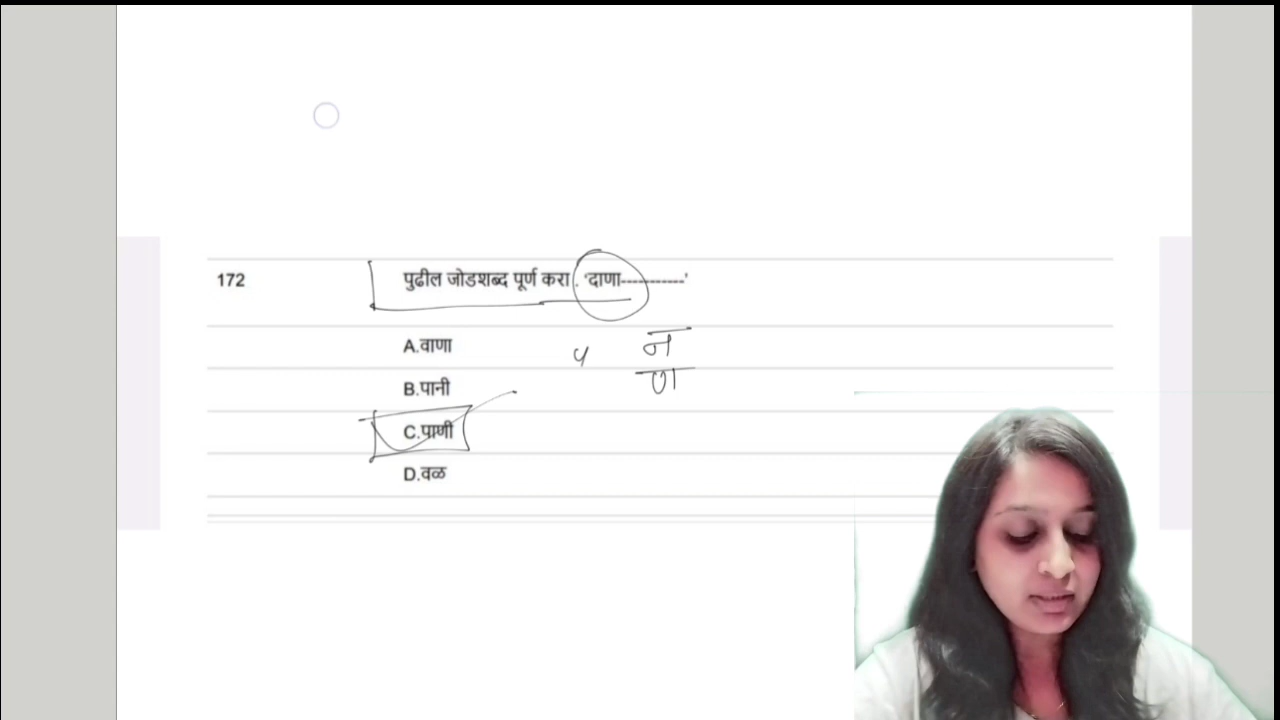 172 पुढील जोडशब्द पूर्ण करा . 'दाणा-----------'
A.वाणा
B.पानी
C.पाणी
D.वळ
न
ण